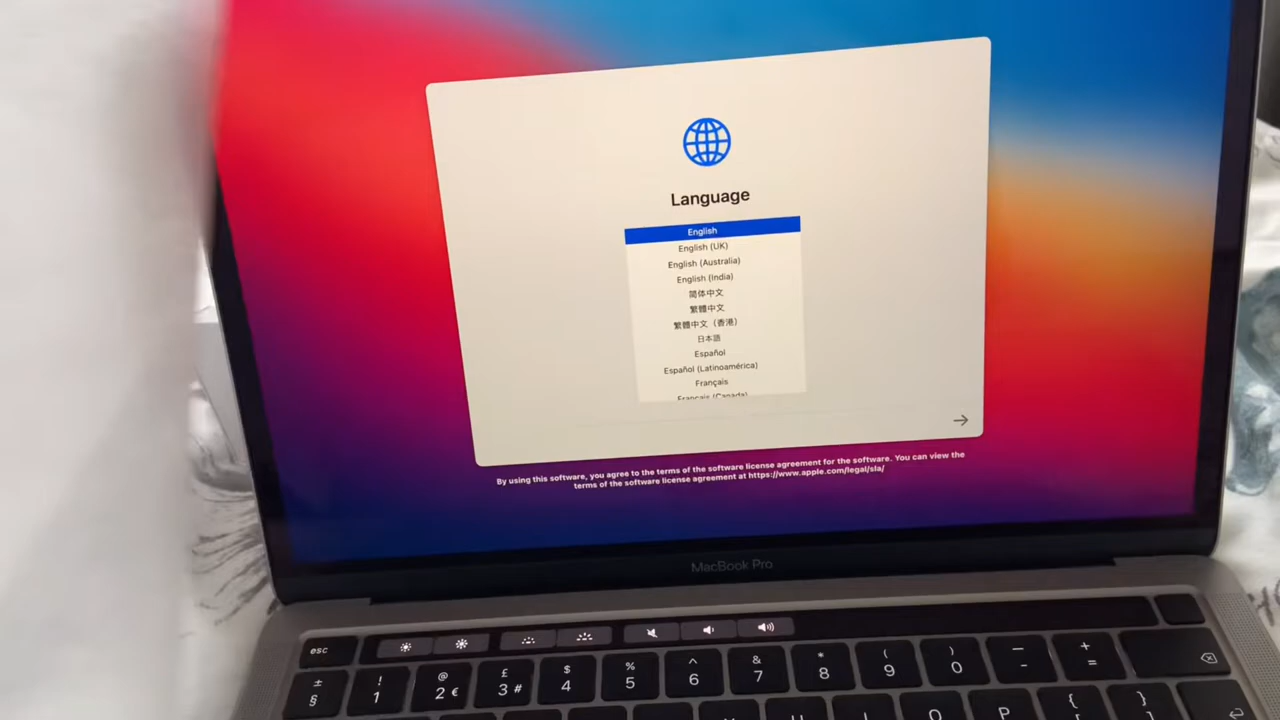 Language
English
English (UK)
English (Australia)
English (India)
简体中文
繁體中文
繁體中文（香港）
日本語
Español
Español (Latinoamérica)
Français
Français (Canada)
By using this software, you agree to the terms of the software license agreement for the software. You can view the
terms of the software license agreement at https://www.apple.com/legal/sla/
MacBook Pro
esc
± ! @ £ $ % ^ & * ( ) _ +
§ 1 2 € 3 # 4 5 6 7 8 9 0 - =
O P { }